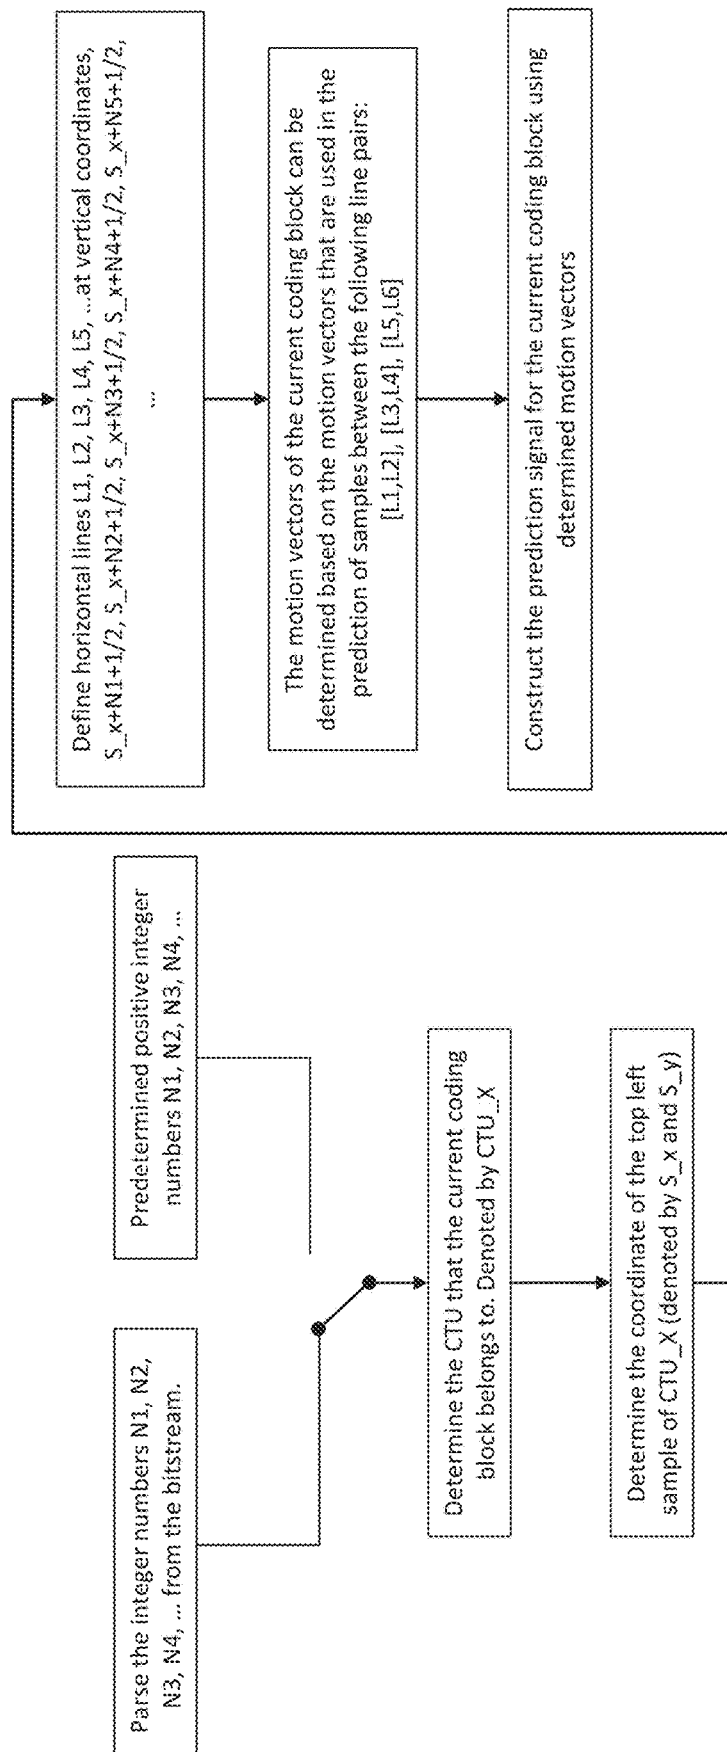 Parse the integer numbers N1, N2,
N3, N4, ... from the bitstream.
Predetermined positive integer
numbers N1, N2, N3, N4, ...
Determine the CTU that the current coding
block belongs to. Denoted by CTU_X
Determine the coordinate of the top left
sample of CTU_X (denoted by S_x and S_y)
Define horizontal lines L1, L2, L3, L4, L5, ...at vertical coordinates,
S_x+N1+1/2, S_x+N2+1/2, S_x+N3+1/2, S_x+N4+1/2, S_x+N5+1/2,
...
The motion vectors of the current coding block can be
determined based on the motion vectors that are used in the
prediction of samples between the following line pairs:
[L1,L2], [L3,L4], [L5,L6]
Construct the prediction signal for the current coding block using
determined motion vectors